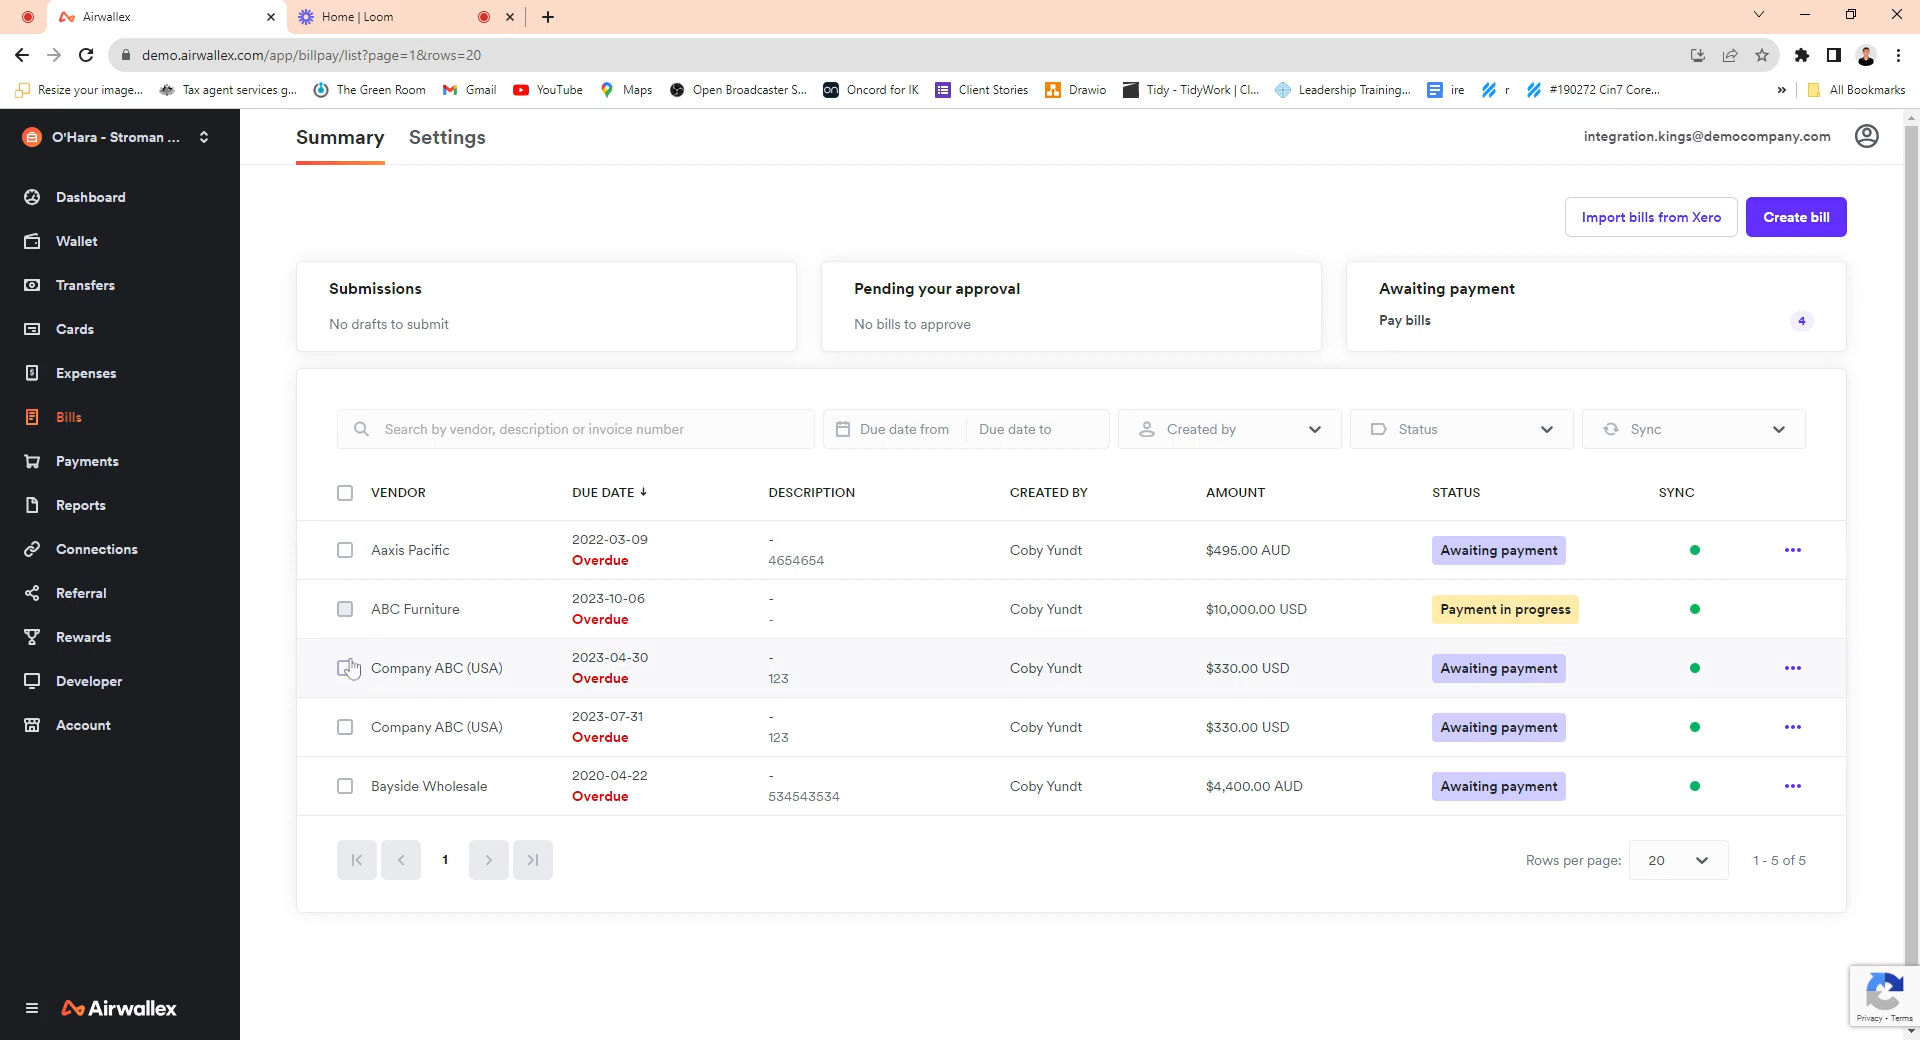 Airwallex
Home | Loom
demo.airwallex.com/app/billpay/list?page=1&rows=20
Resize your image...
Tax agent services g...
The Green Room
Gmail
YouTube
Maps
Open Broadcaster S...
on
Oncord for IK
Client Stories
Drawio
Tidy - TidyWork | Cl...
Leadership Training...
ire
r
#190272 Cin7 Core...
»
All Bookmarks
O'Hara - Stroman ...
Summary
Settings
integration.kings@democompany.com
Dashboard
Wallet
Transfers
Cards
Expenses
Bills
Payments
Reports
Connections
Referral
Rewards
Developer
Account
Airwallex
Import bills from Xero
Create bill
Submissions
No drafts to submit
Pending your approval
No bills to approve
Awaiting payment
Pay bills
4
Search by vendor, description or invoice number
Due date from
Due date to
Created by
Status
Sync
VENDOR DUE DATE ↓ DESCRIPTION CREATED BY AMOUNT STATUS SYNC
Aaxis Pacific 2022-03-09 - Coby Yundt $495.00 AUD Awaiting payment
Overdue 4654654
ABC Furniture 2023-10-06 - Coby Yundt $10,000.00 USD Payment in progress
Overdue -
Company ABC (USA) 2023-04-30 - Coby Yundt $330.00 USD Awaiting payment
Overdue 123
Company ABC (USA) 2023-07-31 - Coby Yundt $330.00 USD Awaiting payment
Overdue 123
Bayside Wholesale 2020-04-22 - Coby Yundt $4,400.00 AUD Awaiting payment
Overdue 534543534
1
Rows per page: 20 1 - 5 of 5
Privacy - Terms